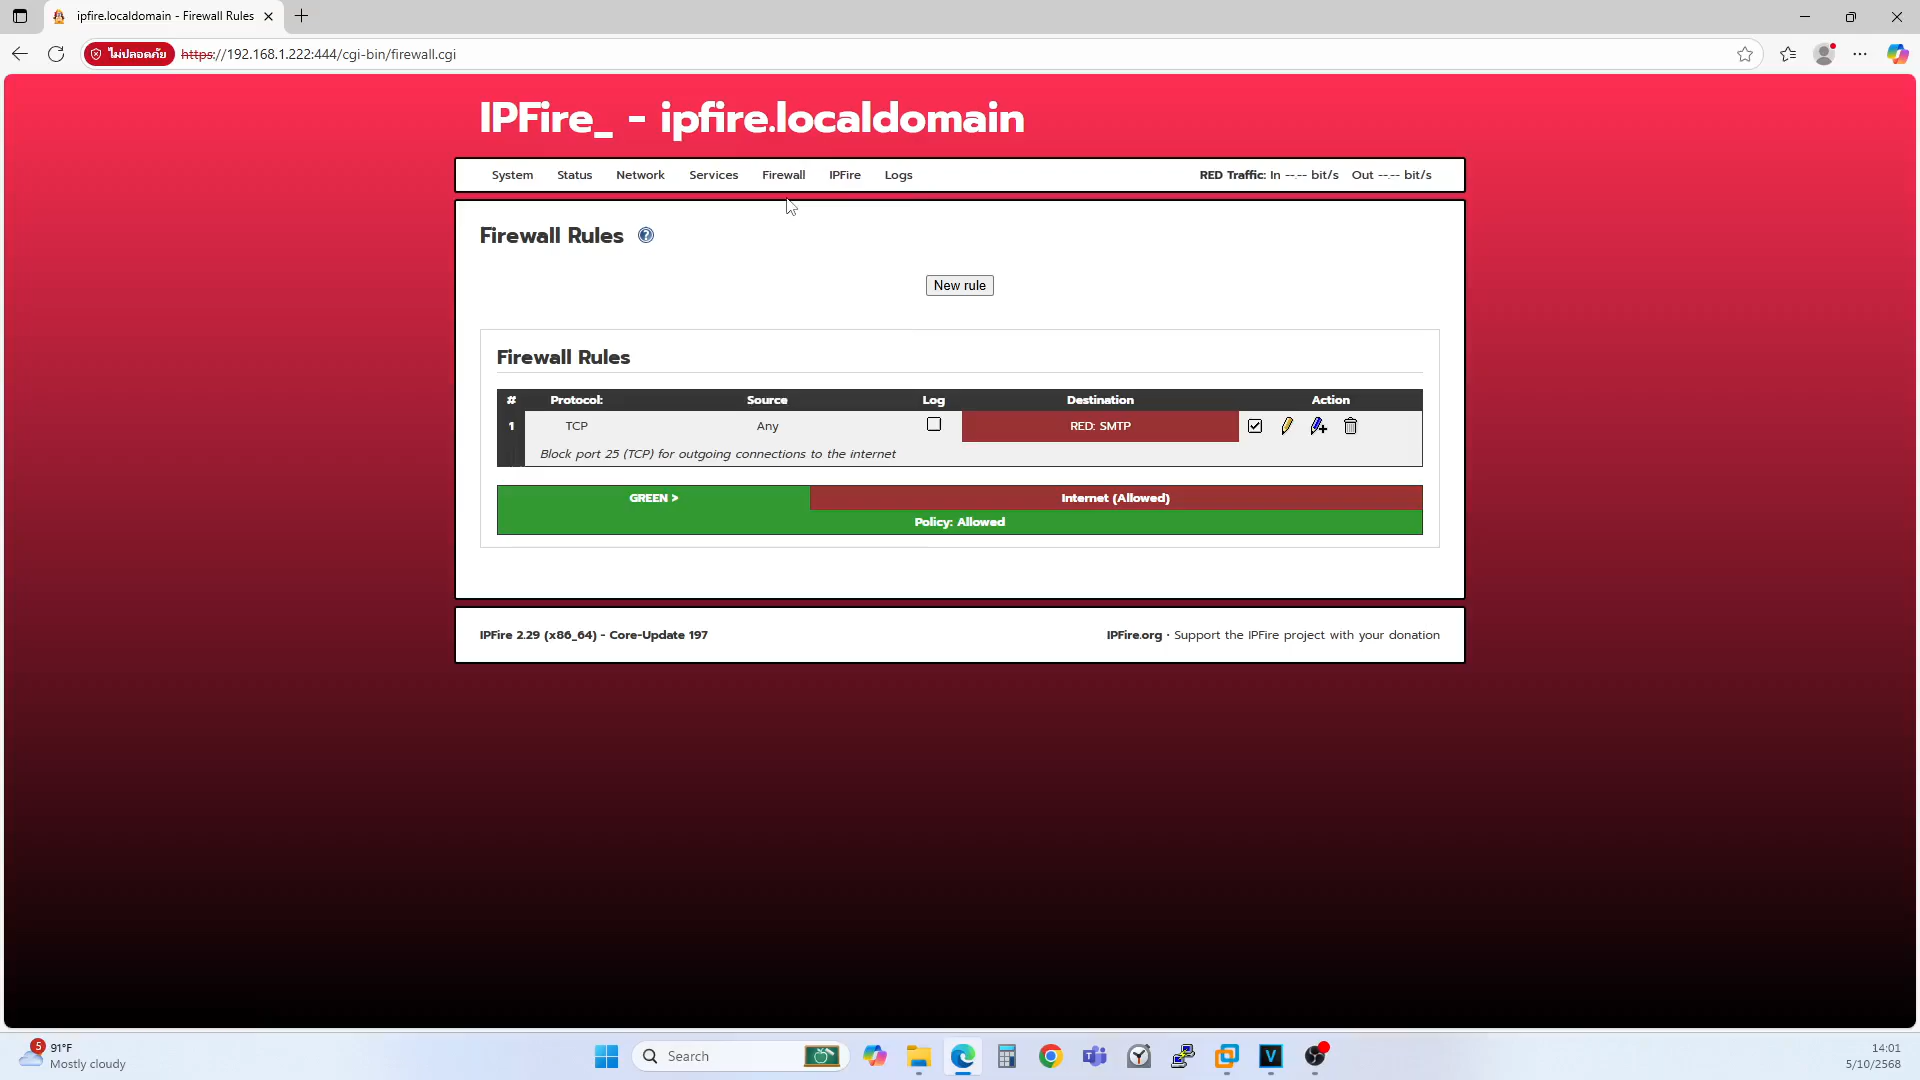 ipfire.localdomain - Firewall Rules
ไม่ปลอดภัย https://192.168.1.222:444/cgi-bin/firewall.cgi
IPFire_ - ipfire.localdomain
System Status Network Services Firewall IPFire Logs RED Traffic: In --.-- bit/s Out --.-- bit/s
Firewall Rules ?
New rule
Firewall Rules
# Protocol: Source Log Destination Action
1 TCP Any RED: SMTP
Block port 25 (TCP) for outgoing connections to the internet
GREEN > Internet (Allowed)
Policy: Allowed
IPFire 2.29 (x86_64) - Core-Update 197 IPFire.org • Support the IPFire project with your donation
5 91°F
Mostly cloudy
Search
V
14:01
5/10/2568